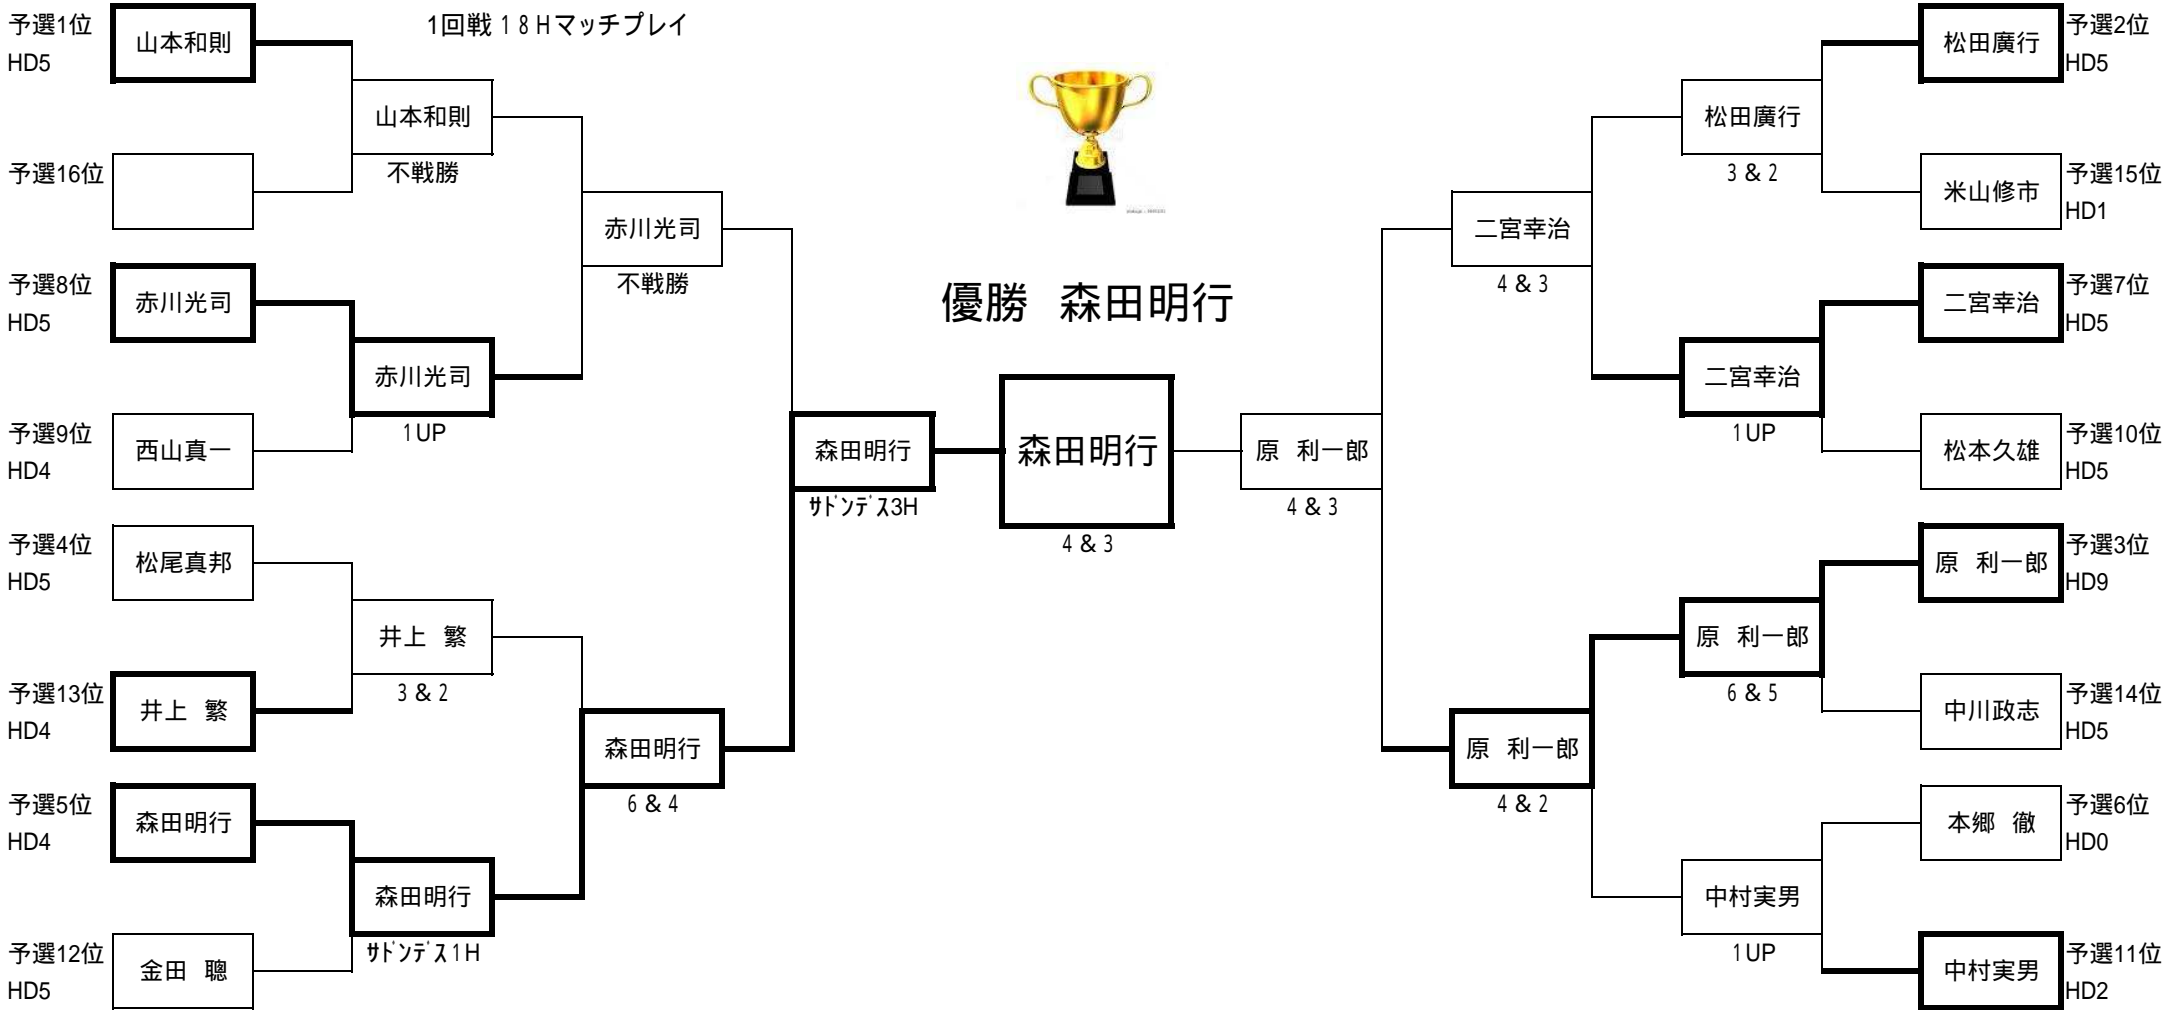 1回戦 18Hマッチプレイ
予選1位
HD5
山本和則
山本和則
不戦勝
予選16位
赤川光司
不戦勝
予選8位
HD5
赤川光司
赤川光司
1UP
予選9位
HD4
西山真一
森田明行
サドンデス3H
予選4位
HD5
松尾真邦
井上 繁
3&2
予選13位
HD4
井上 繁
森田明行
6&4
予選5位
HD4
森田明行
森田明行
サドンデス1H
予選12位
HD5
金田 聰
優勝 森田明行
森田明行
4&3
原 利一郎
4&3
松田廣行
予選2位
HD5
松田廣行
3&2
米山修市
予選15位
HD1
二宮幸治
4&3
二宮幸治
予選7位
HD5
二宮幸治
1UP
松本久雄
予選10位
HD5
原 利一郎
予選3位
HD9
原 利一郎
6&5
中川政志
予選14位
HD5
原 利一郎
4&2
本郷 徹
予選6位
HD0
中村実男
1UP
中村実男
予選11位
HD2